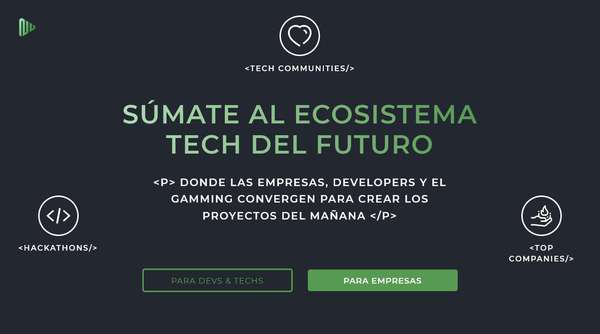 <TECH COMMUNITIES/>
SÚMATE AL ECOSISTEMA
TECH DEL FUTURO
<P> DONDE LAS EMPRESAS, DEVELOPERS Y EL
GAMMING CONVERGEN PARA CREAR LOS
PROYECTOS DEL MAÑANA </P>
</>
<HACKATHONS/>
<TOP
COMPANIES/>
PARA DEVS & TECHS
PARA EMPRESAS